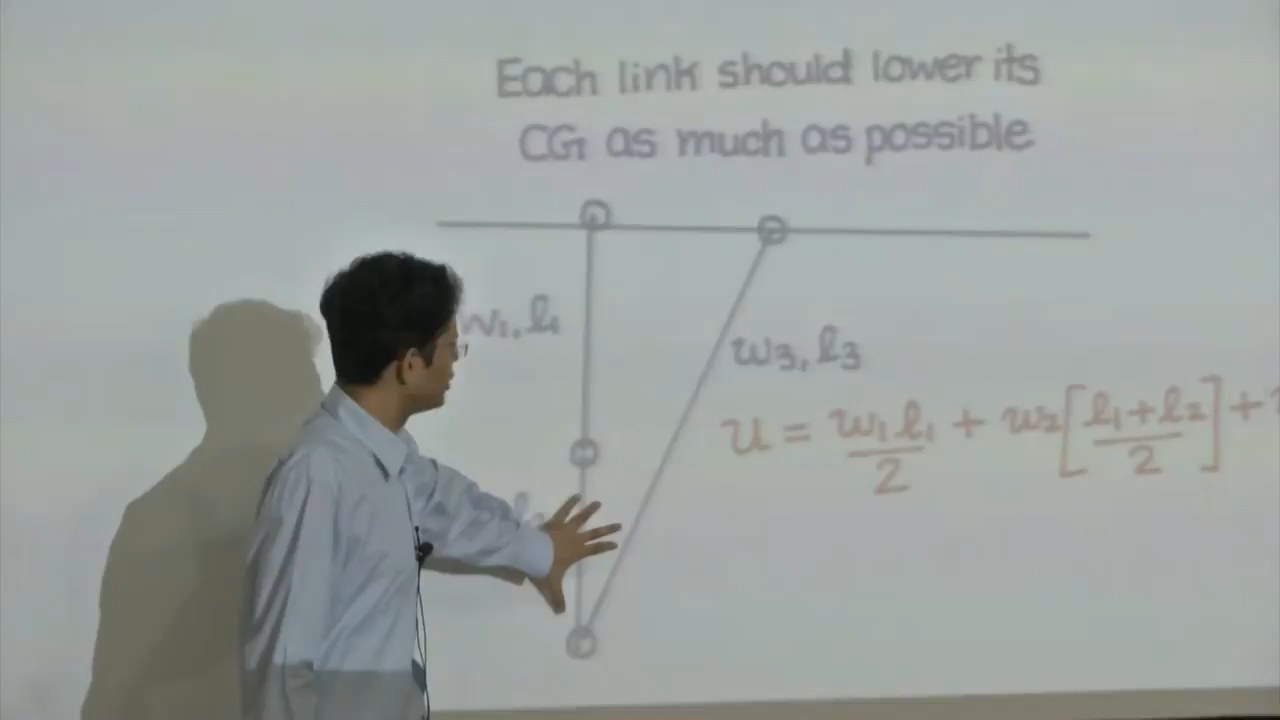 Each link should lower its
CG as much as possible
w₁, l₁
w₃, l₃
U = w₁l₁/2 + w₂[l₁+l₂/2] +